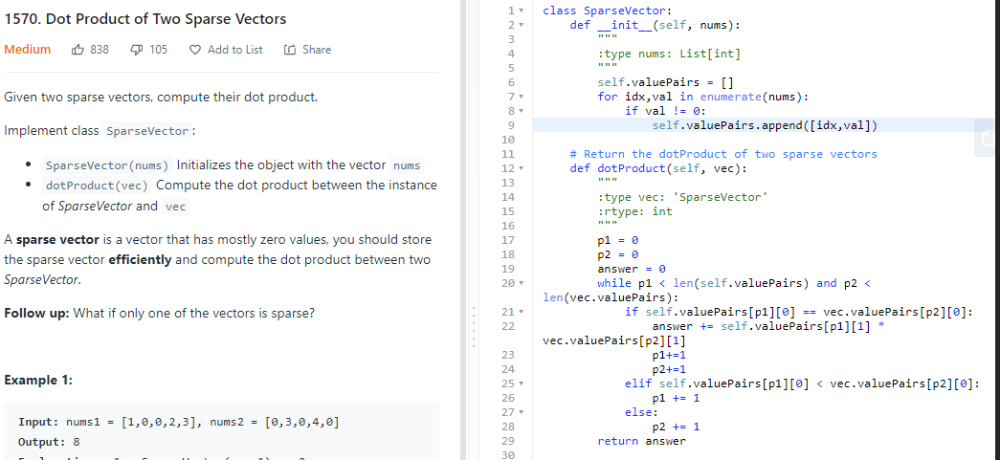 1570. Dot Product of Two Sparse Vectors
Medium 838 105 Add to List Share
Given two sparse vectors, compute their dot product.
Implement class SparseVector:
• SparseVector(nums) Initializes the object with the vector nums
• dotProduct(vec) Compute the dot product between the instance
of SparseVector and vec
A sparse vector is a vector that has mostly zero values, you should store
the sparse vector efficiently and compute the dot product between two
SparseVector.
Follow up: What if only one of the vectors is sparse?
Example 1:
Input: nums1 = [1,0,0,2,3], nums2 = [0,3,0,4,0]
Output: 8
1 class SparseVector:
2     def __init__(self, nums):
3         """
4         :type nums: List[int]
5         """
6         self.valuePairs = []
7         for idx,val in enumerate(nums):
8             if val != 0:
9                 self.valuePairs.append([idx,val])
10
11     # Return the dotProduct of two sparse vectors
12     def dotProduct(self, vec):
13         """
14         :type vec: 'SparseVector'
15         :rtype: int
16         """
17         p1 = 0
18         p2 = 0
19         answer = 0
20         while p1 < len(self.valuePairs) and p2 <
len(vec.valuePairs):
21             if self.valuePairs[p1][0] == vec.valuePairs[p2][0]:
22                 answer += self.valuePairs[p1][1] *
vec.valuePairs[p2][1]
23                 p1+=1
24                 p2+=1
25             elif self.valuePairs[p1][0] < vec.valuePairs[p2][0]:
26                 p1 += 1
27             else:
28                 p2 += 1
29         return answer
30